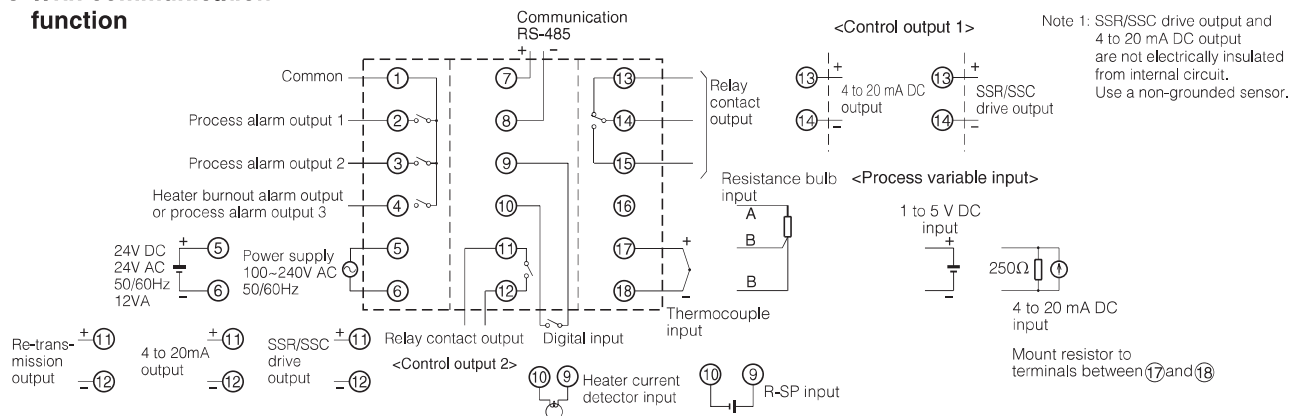 function
Communication
RS-485
+ −
Common
Process alarm output 1
Process alarm output 2
Heater burnout alarm output
or process alarm output 3
1
2
3
4
5
6
7
8
9
10
11
12
13
14
15
16
17
18
+
−
Relay
contact
output
Thermocouple
input
24V DC
24V AC
50/60Hz
12VA
+
−
5
6
Power supply
100~240V AC
50/60Hz
Relay contact output
<Control output 2>
Digital input
Re-trans-
mission
output
+ 11
− 12
4 to 20mA
output
+ 11
− 12
SSR/SSC
drive
output
+ 11
− 12
10 9
Heater current
detector input
10 9
R-SP input
<Control output 1>
13 +
14 −
4 to 20 mA DC
output
13 +
14 −
SSR/SSC
drive output
Note 1: SSR/SSC drive output and
4 to 20 mA DC output
are not electrically insulated
from internal circuit.
Use a non-grounded sensor.
<Process variable input>
Resistance bulb
input
A
B
B
1 to 5 V DC
input
+
−
250Ω
4 to 20 mA DC
input
Mount resistor to
terminals between 17 and 18